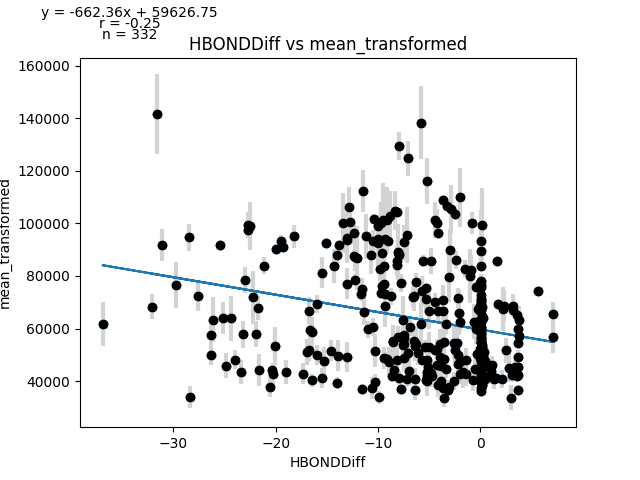 y = -662.36x + 59626.75
r = -0.25
n = 332
HBONDDiff vs mean_transformed
160000
140000
120000
100000
80000
60000
40000
mean_transformed
−30
−20
−10
0
HBONDDiff